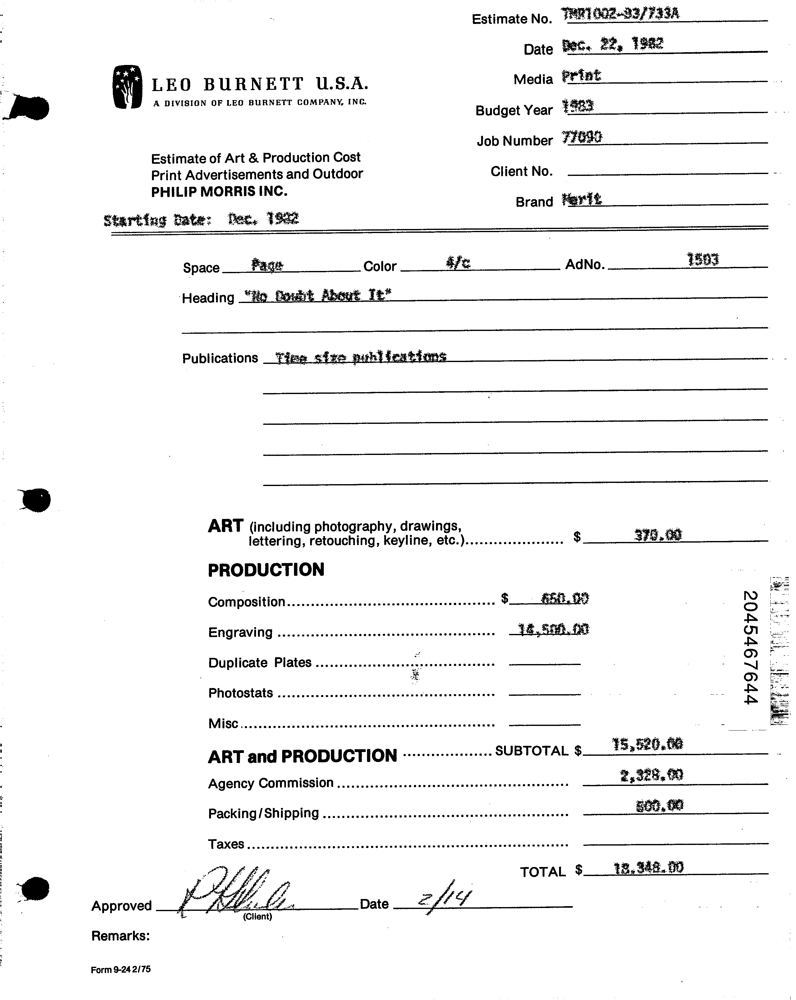 Estimate No. TMR1002-93/733A
Date Dec. 22, 1982
LEO BURNETT U.S.A.
A DIVISION OF LEO BURNETT COMPANY, INC.
Media Print
Budget Year 1983
Job Number 77090
Estimate of Art & Production Cost
Print Advertisements and Outdoor
PHILIP MORRIS INC.
Client No.
Brand Merit
Starting Date: Dec. 1982
Space Page Color 4/c AdNo. 1503
Heading "No Doubt About It"
Publications Time size publications
ART (including photography, drawings,
lettering, retouching, keyline, etc.)..................... $ 370.00
PRODUCTION
Composition.......................................... $ 650.00
Engraving ............................................ 14,500.00
Duplicate Plates .....................................
Photostats ............................................
Misc....................................................
ART and PRODUCTION .................. SUBTOTAL $ 15,520.00
Agency Commission ............................................... 2,328.00
Packing/Shipping .................................................. 500.00
Taxes..................................................................
TOTAL $ 18,348.00
Approved Date 2/14
(Client)
Remarks:
Form 9-24 2/75
2045467644